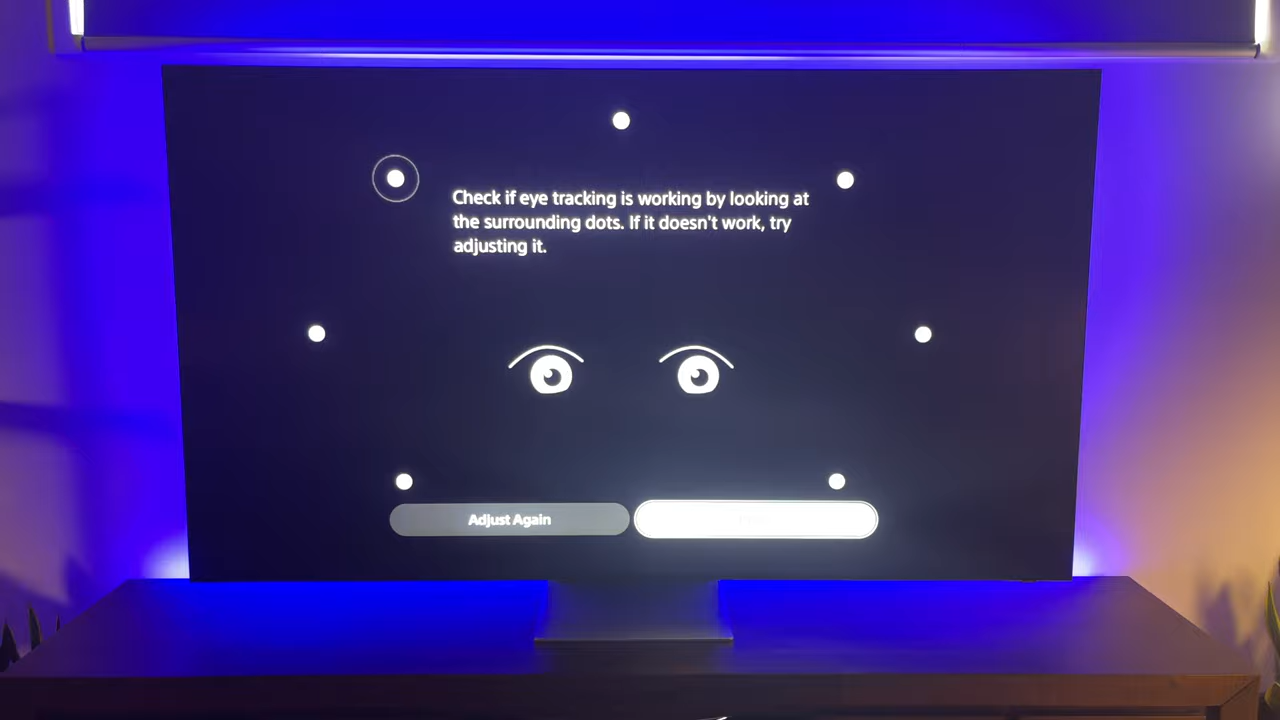 Check if eye tracking is working by looking at
the surrounding dots. If it doesn't work, try
adjusting it.
Adjust Again